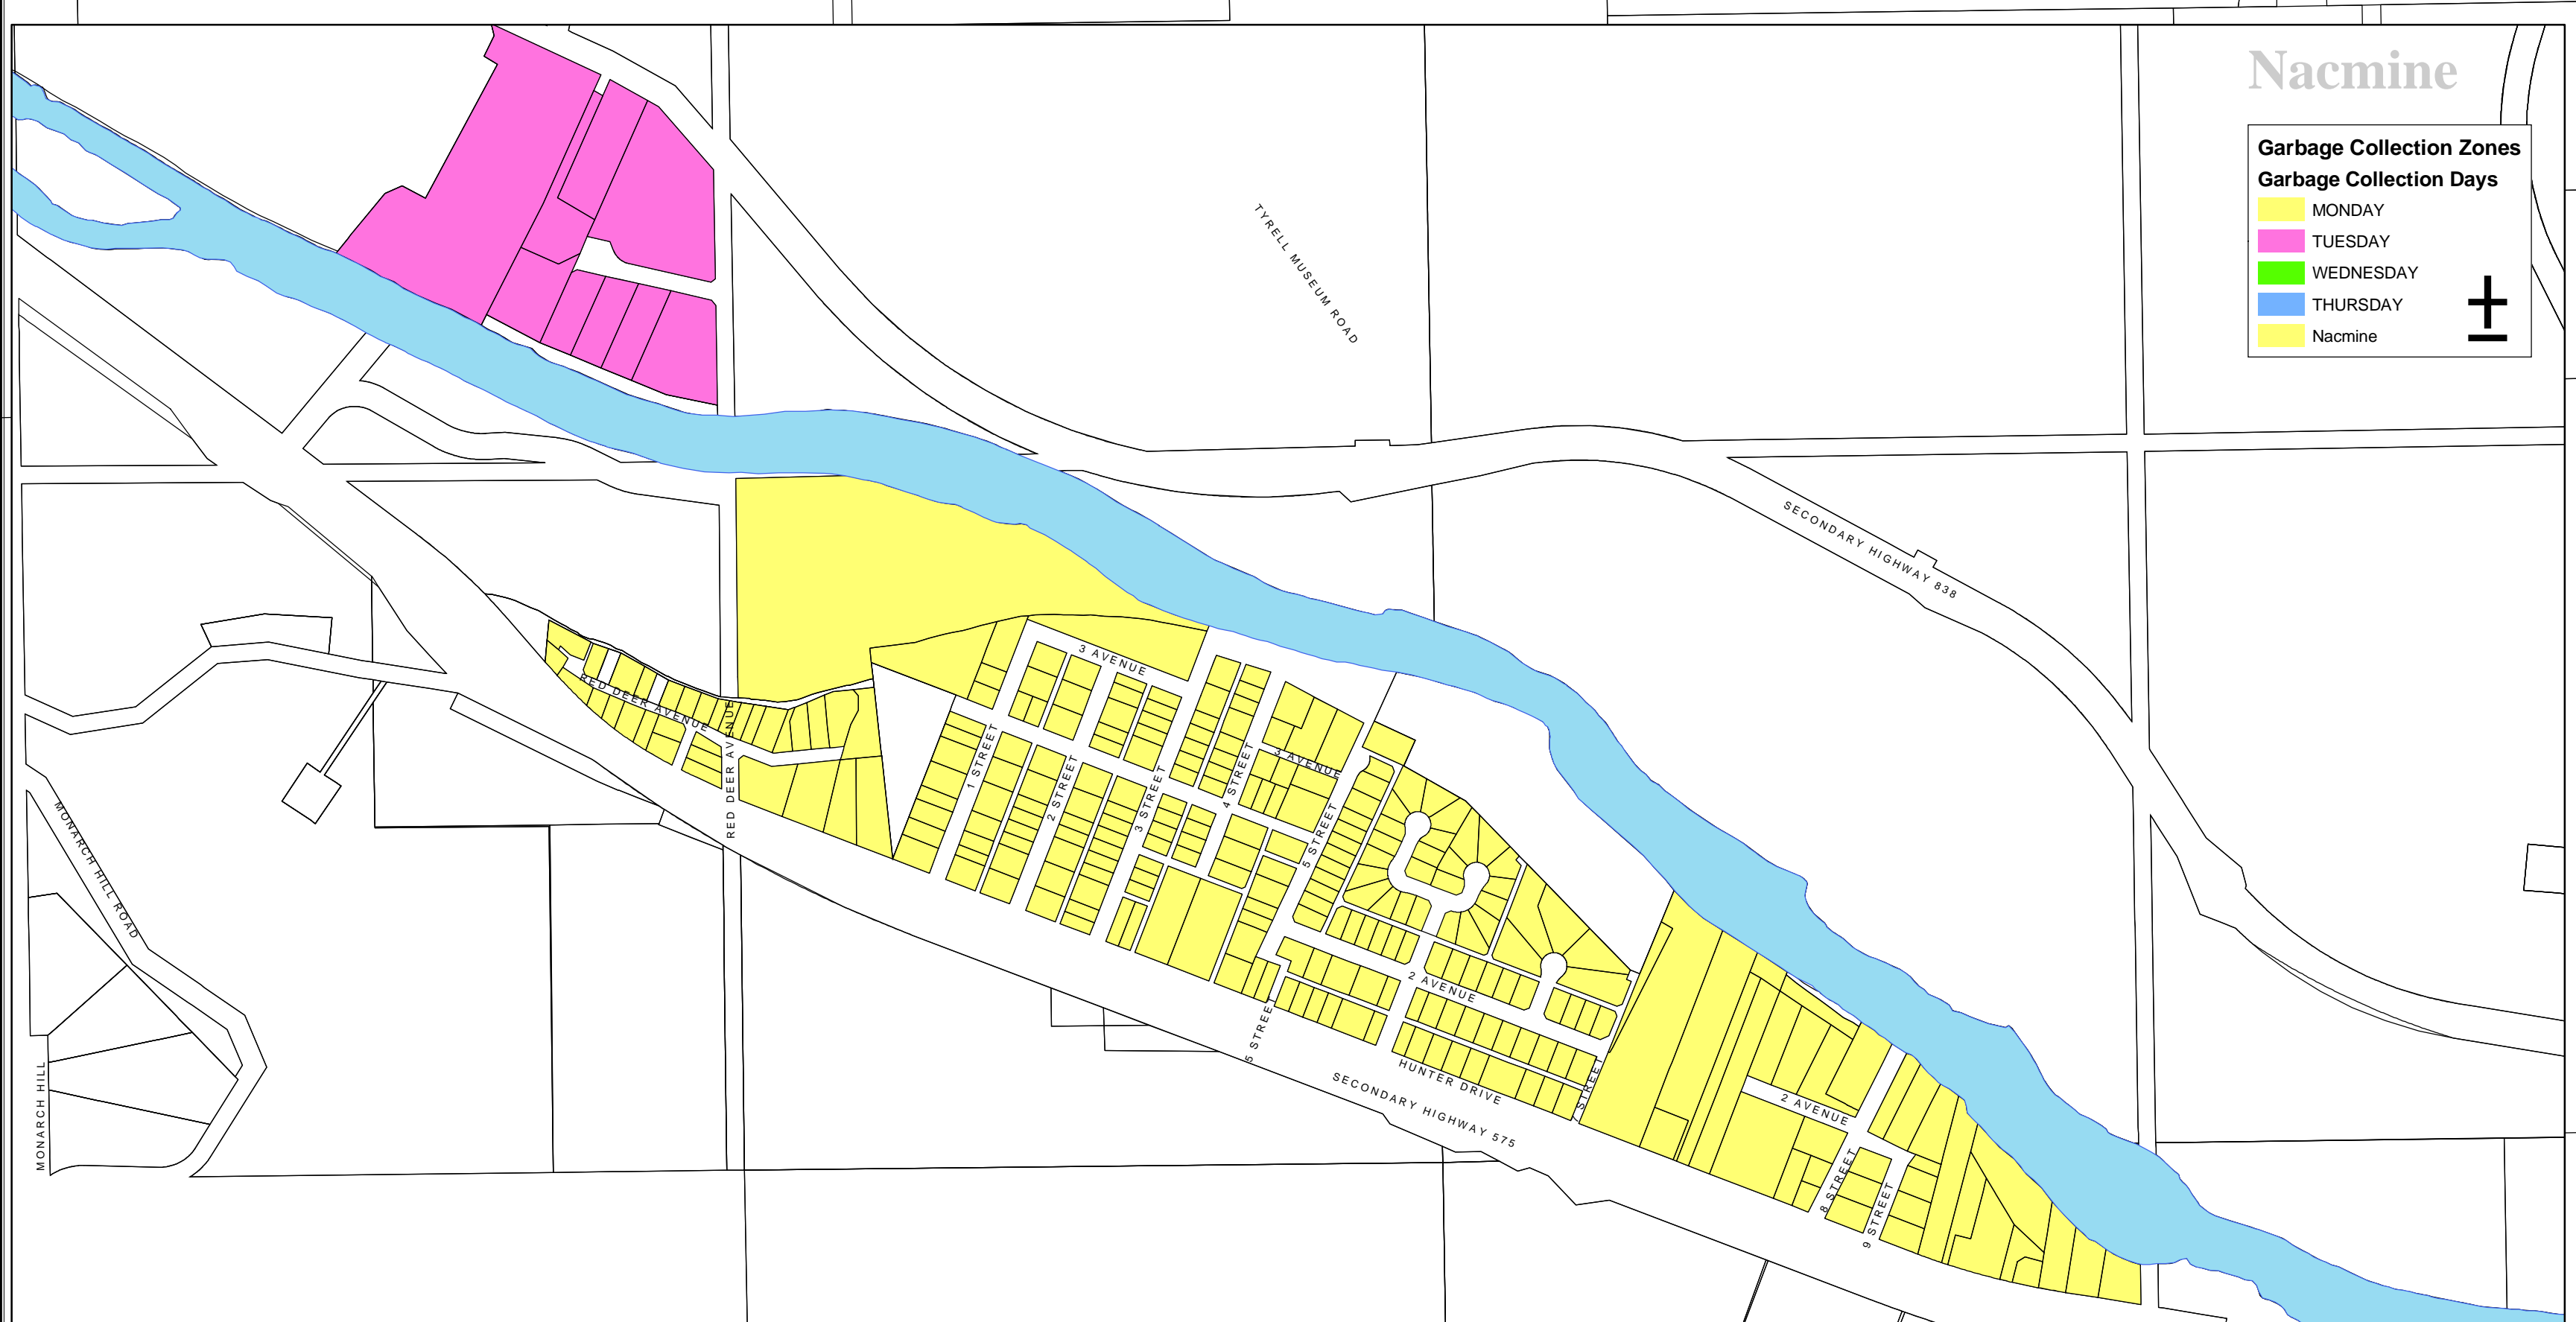 Nacmine
Garbage Collection Zones
Garbage Collection Days
MONDAY
TUESDAY
WEDNESDAY
THURSDAY
Nacmine
TYRELL MUSEUM ROAD
SECONDARY HIGHWAY 838
3 AVENUE
RED DEER AVENUE
RED DEER AVENUE
1 STREET
2 STREET
3 STREET
4 STREET
3 AVENUE
5 STREET
MONARCH HILL ROAD
2 AVENUE
5 STREET
HUNTER DRIVE
STREET
SECONDARY HIGHWAY 575
2 AVENUE
MONARCH HILL
8 STREET
9 STREET